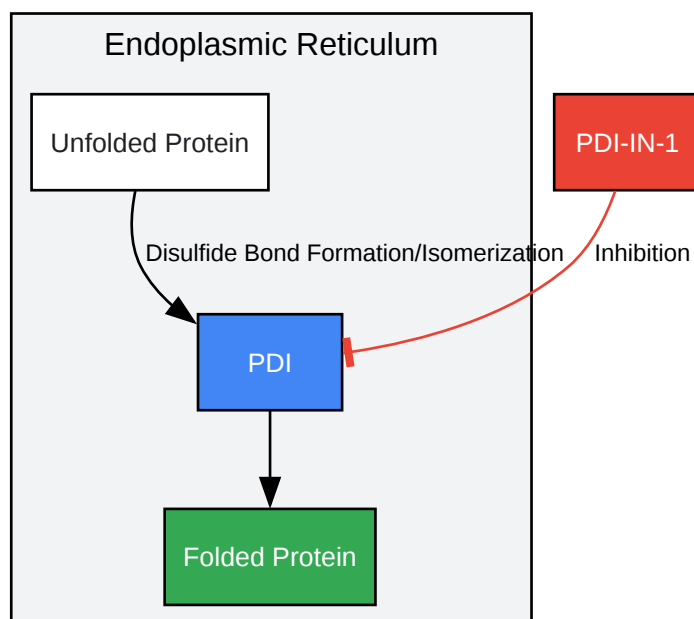 Endoplasmic Reticulum
Unfolded Protein
PDI-IN-1
Disulfide Bond Formation/Isomerization
Inhibition
PDI
Folded Protein